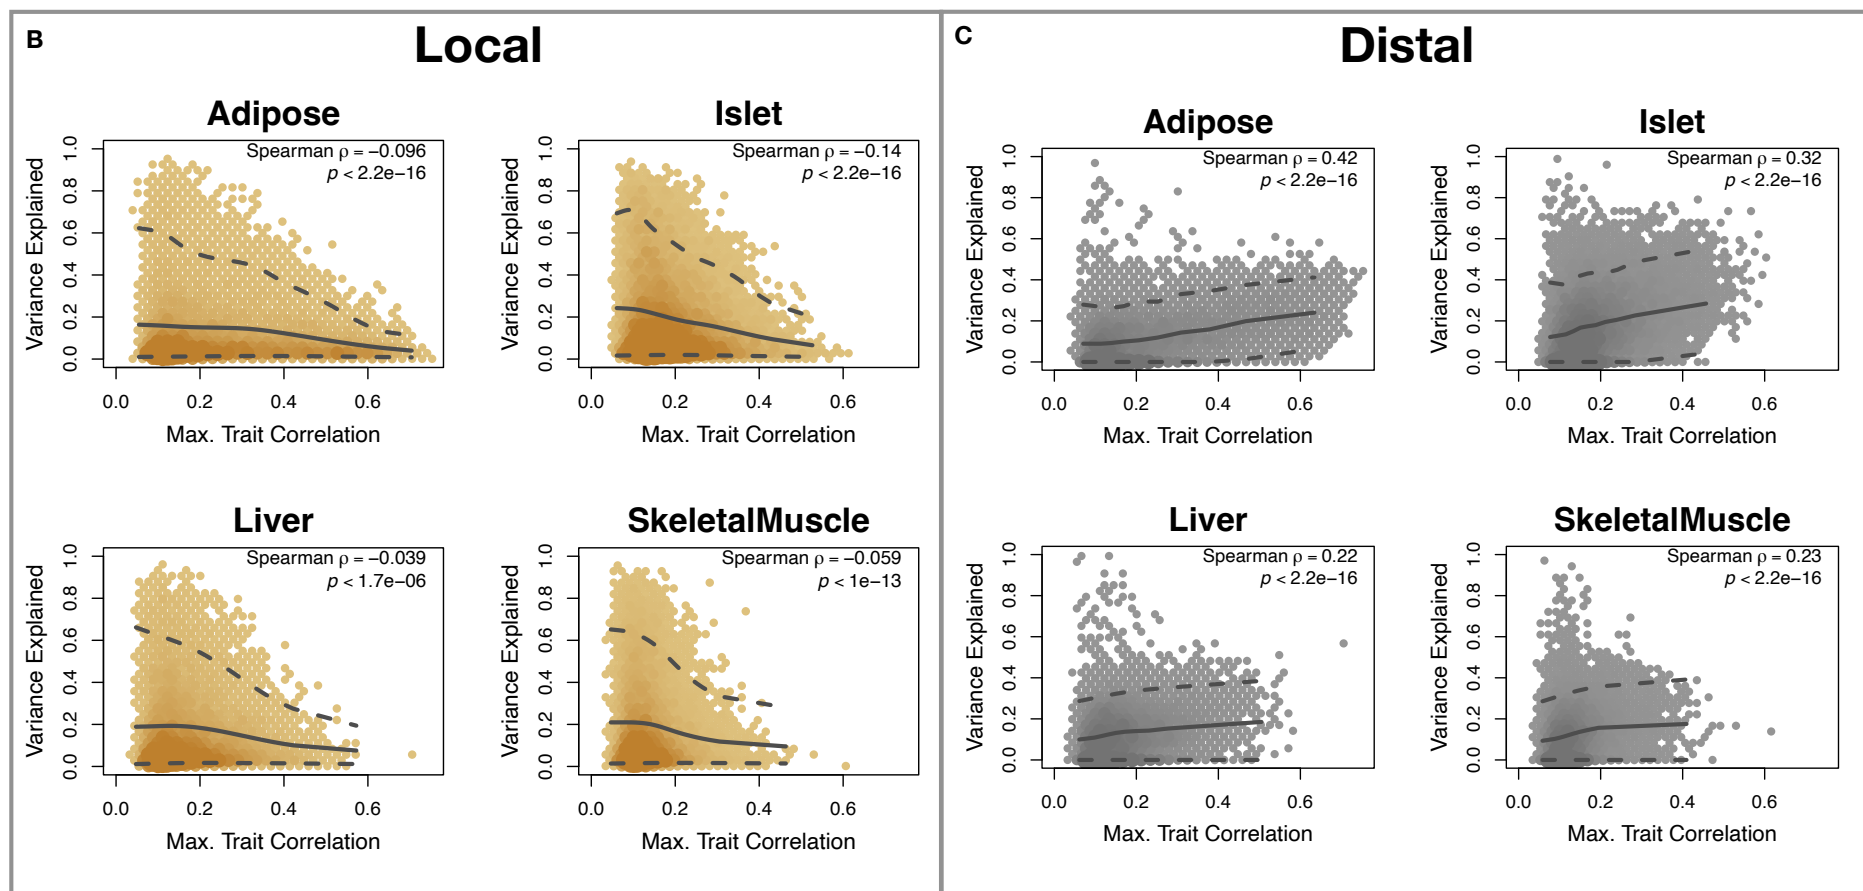 B
Local
Adipose
Spearman ρ = −0.096
p < 2.2e−16
Variance Explained
0.0 0.2 0.4 0.6 0.8 1.0
0.0 0.2 0.4 0.6
Max. Trait Correlation
Islet
Spearman ρ = −0.14
p < 2.2e−16
Variance Explained
0.0 0.2 0.4 0.6 0.8 1.0
0.0 0.2 0.4 0.6
Max. Trait Correlation
Liver
Spearman ρ = −0.039
p < 1.7e−06
Variance Explained
0.0 0.2 0.4 0.6 0.8 1.0
0.0 0.2 0.4 0.6
Max. Trait Correlation
SkeletalMuscle
Spearman ρ = −0.059
p < 1e−13
Variance Explained
0.0 0.2 0.4 0.6 0.8 1.0
0.0 0.2 0.4 0.6
Max. Trait Correlation
C
Distal
Adipose
Spearman ρ = 0.42
p < 2.2e−16
Variance Explained
0.0 0.2 0.4 0.6 0.8 1.0
0.0 0.2 0.4 0.6
Max. Trait Correlation
Islet
Spearman ρ = 0.32
p < 2.2e−16
Variance Explained
0.0 0.2 0.4 0.6 0.8 1.0
0.0 0.2 0.4 0.6
Max. Trait Correlation
Liver
Spearman ρ = 0.22
p < 2.2e−16
Variance Explained
0.0 0.2 0.4 0.6 0.8 1.0
0.0 0.2 0.4 0.6
Max. Trait Correlation
SkeletalMuscle
Spearman ρ = 0.23
p < 2.2e−16
Variance Explained
0.0 0.2 0.4 0.6 0.8 1.0
0.0 0.2 0.4 0.6
Max. Trait Correlation